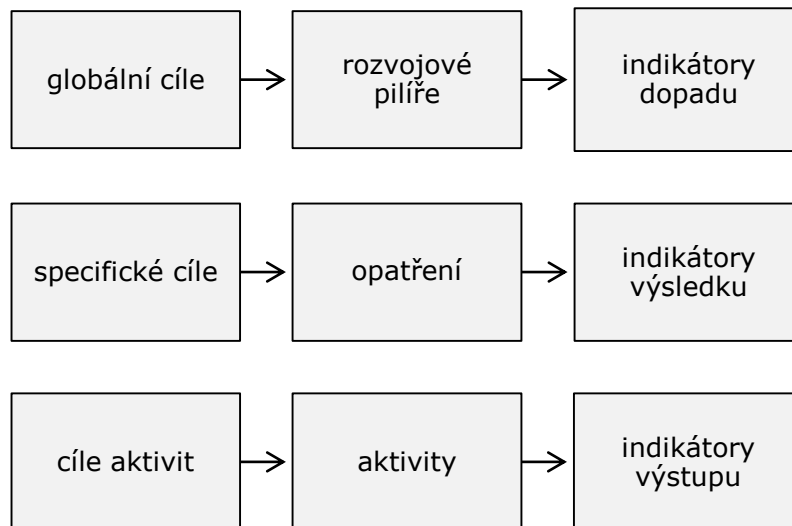 globální cíle
rozvojové
pilíře
indikátory
dopadu
specifické cíle
opatření
indikátory
výsledku
cíle aktivit
aktivity
indikátory
výstupu